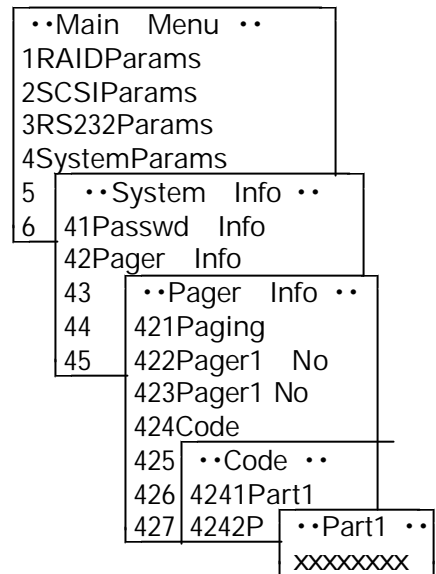 ··Main Menu ··
1RAIDParams
2SCSIParams
3RS232Params
4SystemParams
5 ··System Info ··
6 41Passwd Info
42Pager Info
43 ··Pager Info ··
44 421Paging
45 422Pager1 No
423Pager1 No
424Code
425 ··Code ··
426 4241Part1
427 4242P ··Part1 ··
xxxxxxxx